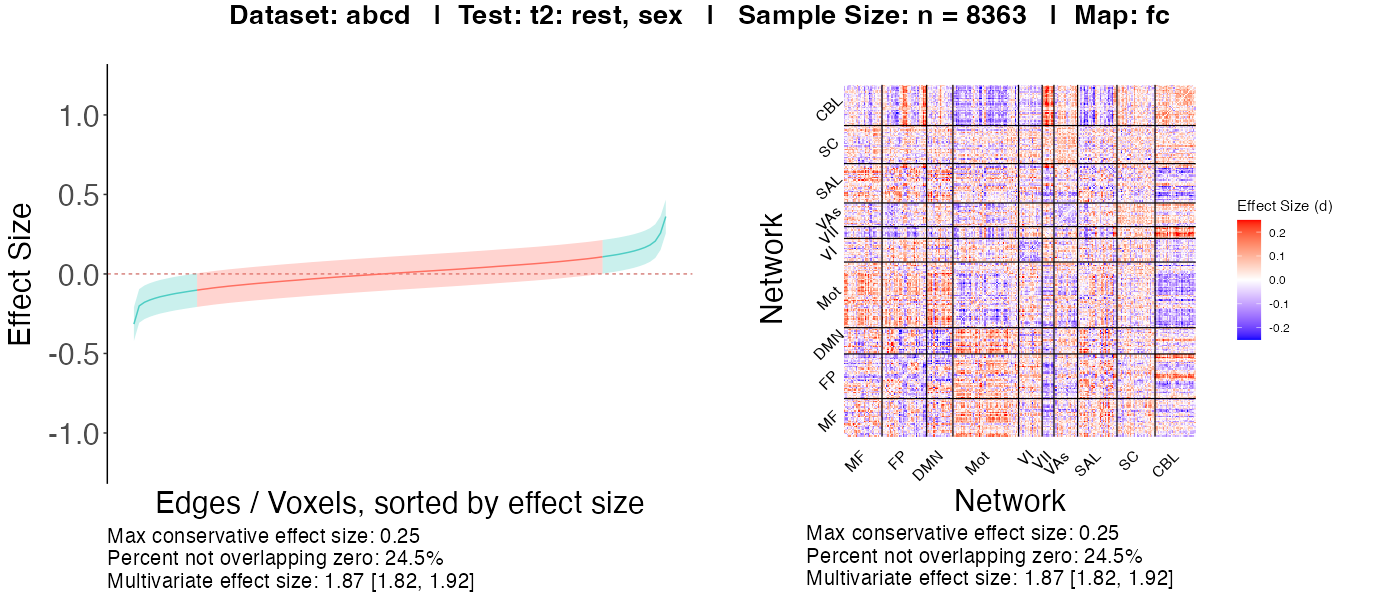 Dataset: abcd | Test: t2: rest, sex | Sample Size: n = 8363 | Map: fc
Effect Size
1.0
0.5
0.0
-0.5
-1.0
Edges / Voxels, sorted by effect size
Max conservative effect size: 0.25
Percent not overlapping zero: 24.5%
Multivariate effect size: 1.87 [1.82, 1.92]
Network
CBL
SC
SAL
VAs
VII
VI
Mot
DMN
FP
MF
MF
FP
DMN
Mot
VI
VII
VAs
SAL
SC
CBL
Network
Max conservative effect size: 0.25
Percent not overlapping zero: 24.5%
Multivariate effect size: 1.87 [1.82, 1.92]
Effect Size (d)
0.2
0.1
0.0
-0.1
-0.2